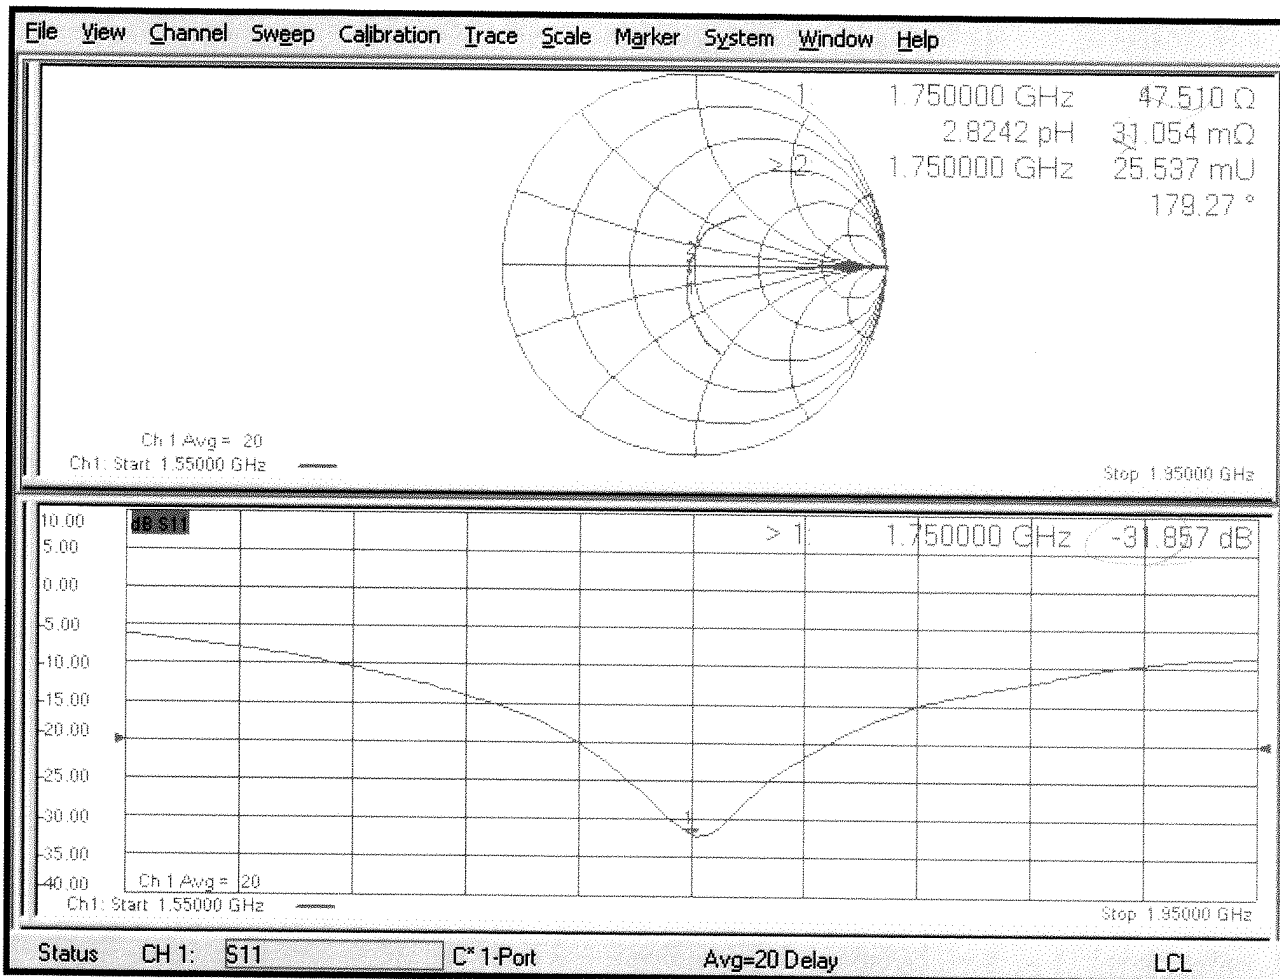 File View Channel Sweep Calibration Trace Scale Marker System Window Help
1: 1.750000 GHz 47.510 Ω
2.8242 pH 31.054 mΩ
> 2: 1.750000 GHz 25.537 mU
179.27 °
Ch 1 Avg = 20
Ch1: Start 1.55000 GHz
Stop 1.95000 GHz
10.00
dB S11
> 1: 1.750000 GHz -31.857 dB
5.00
0.00
-5.00
-10.00
-15.00
-20.00
-25.00
-30.00
1
-35.00
-40.00
Ch 1 Avg = 20
Ch1: Start 1.55000 GHz
Stop 1.95000 GHz
Status CH 1: S11 C* 1-Port Avg=20 Delay LCL